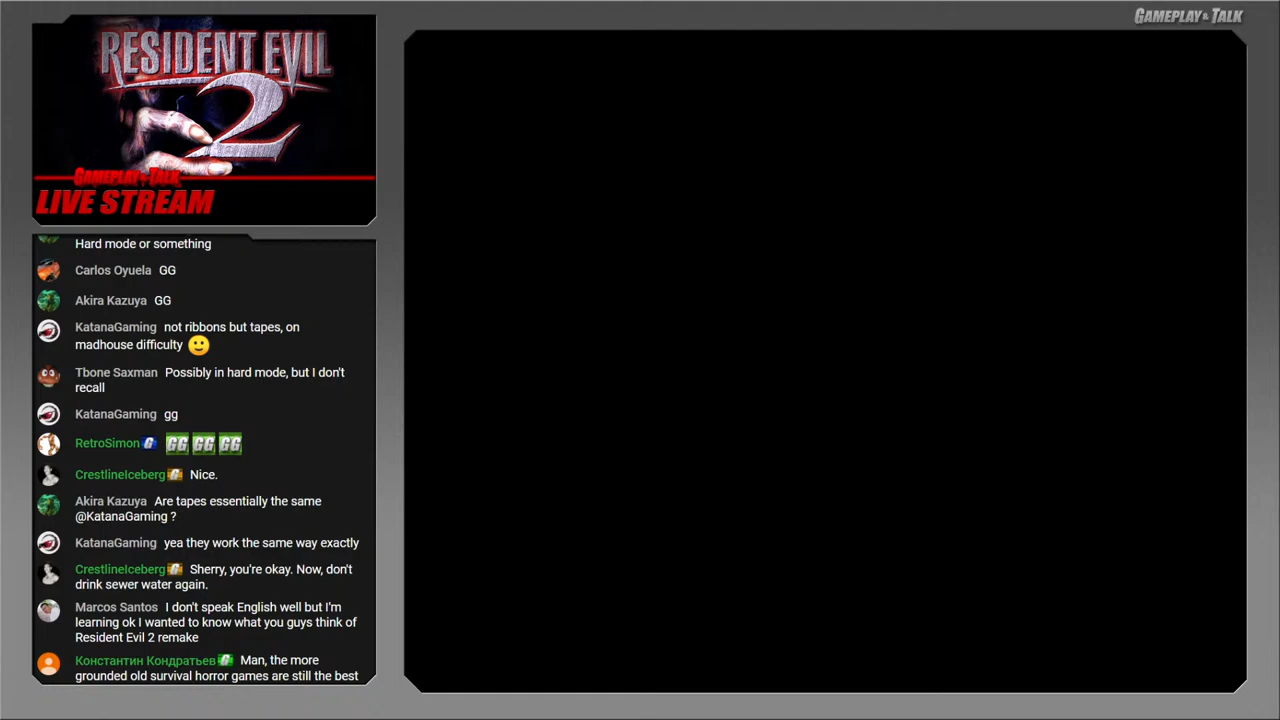 GAMEPLAY & TALK
RESIDENT EVIL
2
GAMEPLAY & TALK
LIVE STREAM
Hard mode or something
Carlos Oyuela GG
Akira Kazuya GG
KatanaGaming not ribbons but tapes, on
madhouse difficulty
Tbone Saxman Possibly in hard mode, but I don't
recall
KatanaGaming gg
RetroSimon G GG GG GG
CrestlineIceberg G Nice.
Akira Kazuya Are tapes essentially the same
@KatanaGaming ?
KatanaGaming yea they work the same way exactly
CrestlineIceberg G Sherry, you're okay. Now, don't
drink sewer water again.
Marcos Santos I don't speak English well but I'm
learning ok I wanted to know what you guys think of
Resident Evil 2 remake
Константин Кондратьев G Man, the more
grounded old survival horror games are still the best